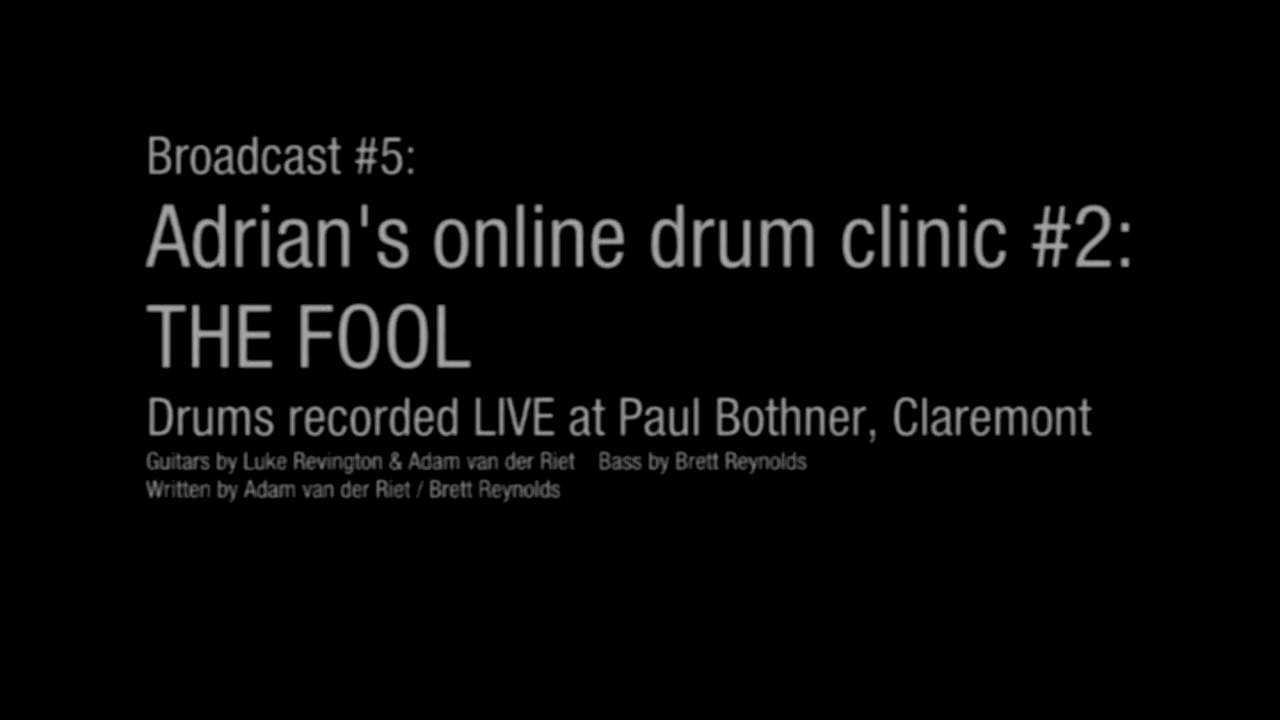 Broadcast #5:
Adrian's online drum clinic #2:
THE FOOL
Drums recorded LIVE at Paul Bothner, Claremont
Guitars by Luke Revington & Adam van der Riet    Bass by Brett Reynolds
Written by Adam van der Riet / Brett Reynolds